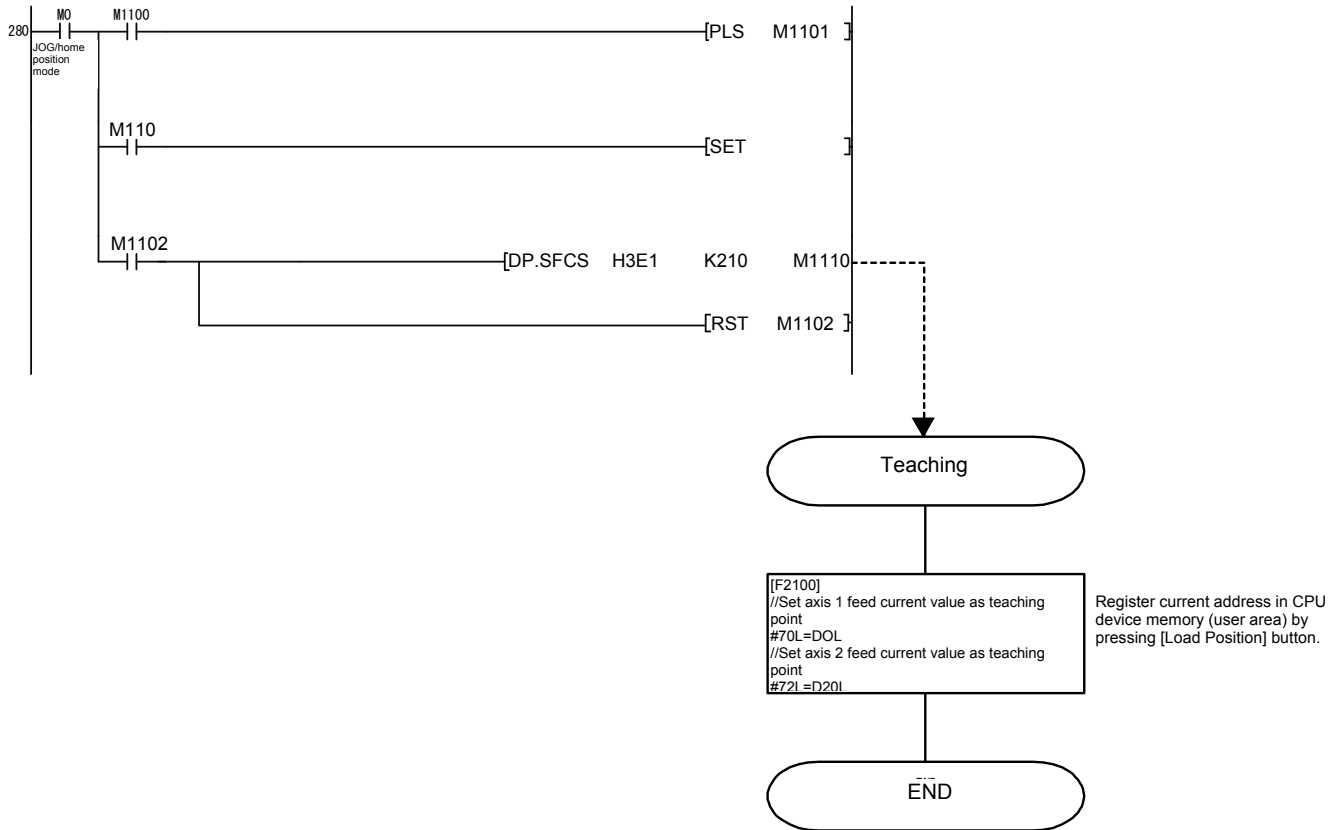 M0 M1100
280 [PLS M1101 ]
JOG/home
position
mode
M110
[SET ]
M1102
[DP.SFCS H3E1 K210 M1110
[RST M1102 ]
Teaching
[F2100]
//Set axis 1 feed current value as teaching
point
#70L=DOL
//Set axis 2 feed current value as teaching
point
#72L=D20L
Register current address in CPU
device memory (user area) by
pressing [Load Position] button.
END